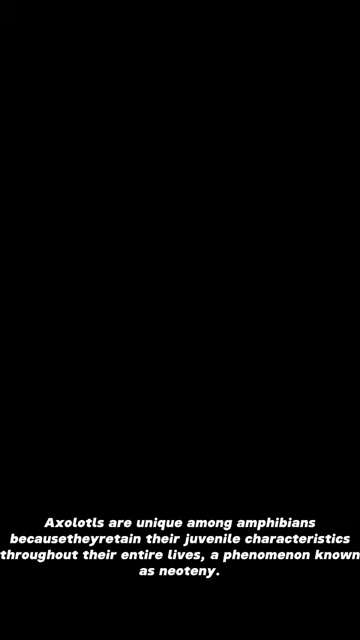 Axolotls are unique among amphibians
becausetheyretain their juvenile characteristics
throughout their entire lives, a phenomenon known
as neoteny.